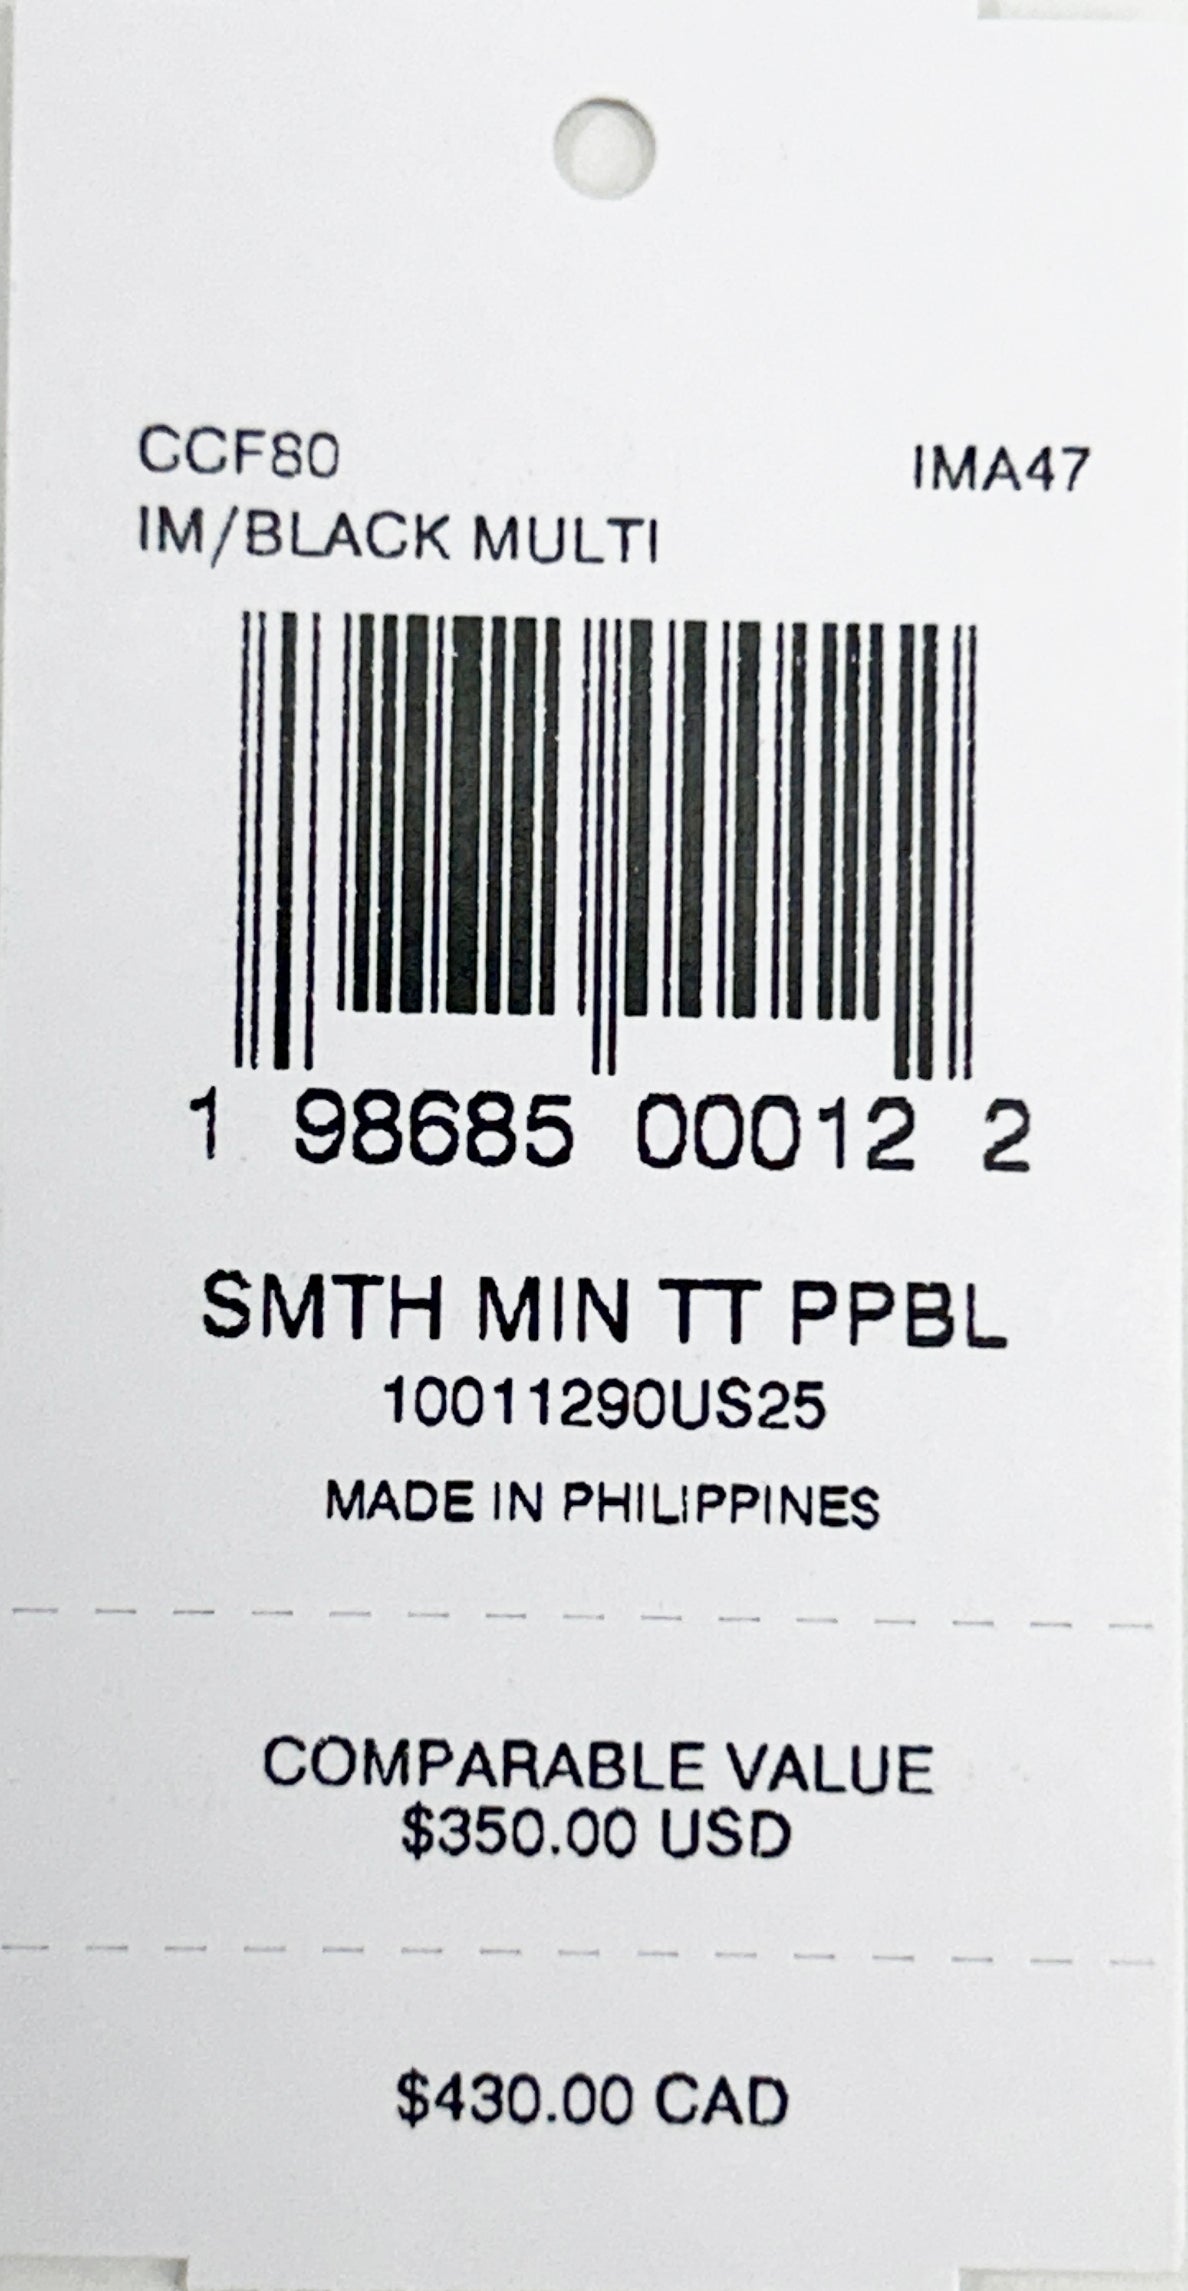 CCF80
IMA47
IM/BLACK MULTI
1 98685 00012 2
SMTH MIN TT PPBL
10011290US25
MADE IN PHILIPPINES
COMPARABLE VALUE
$350.00 USD
$430.00 CAD